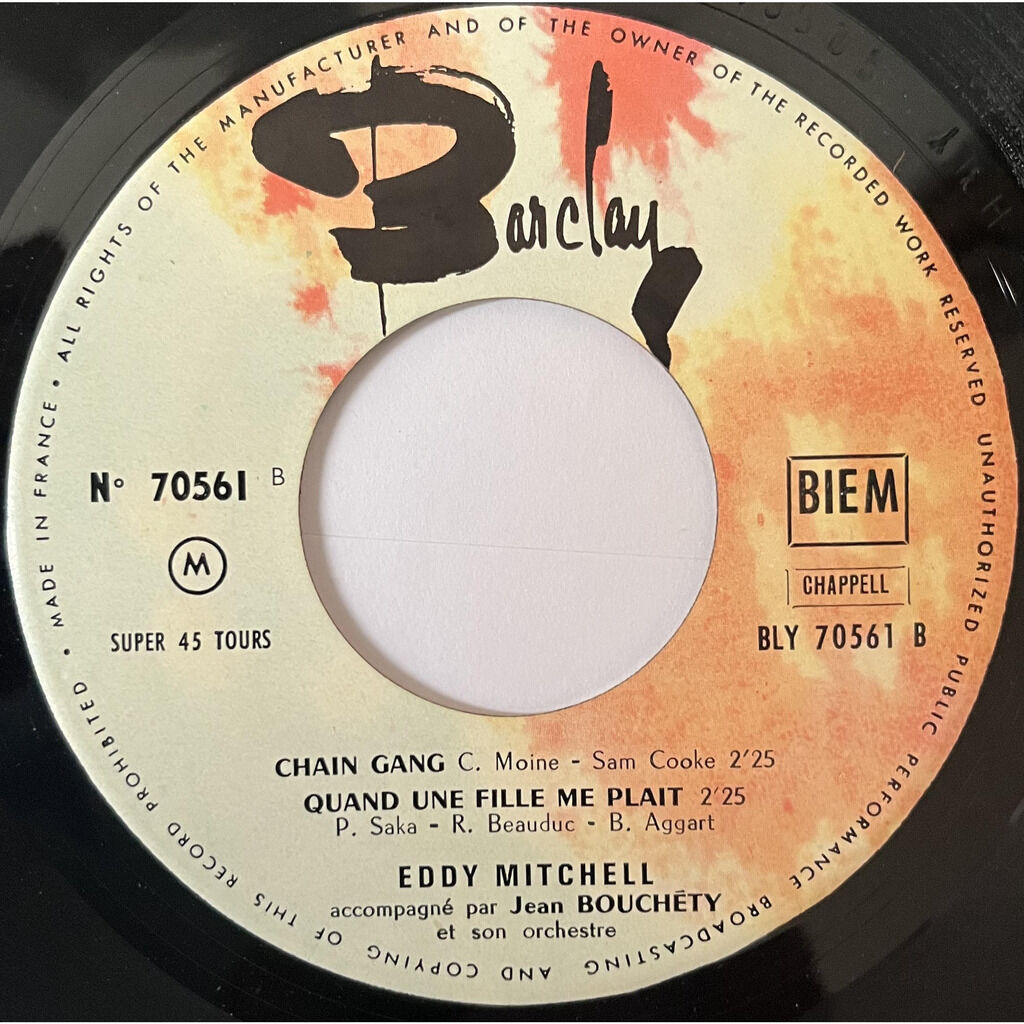 • MADE IN FRANCE • ALL RIGHTS OF THE MANUFACTURER AND OF THE OWNER OF THE RECORDED WORK RESERVED UNAUTHORIZED PUBLIC PERFORMANCE BROADCASTING AND COPYING OF THIS RECORD PROHIBITED
Barclay
N° 70561 B
M
SUPER 45 TOURS
BIEM
CHAPPELL
BLY 70561 B
CHAIN GANG C. Moine - Sam Cooke 2'25
QUAND UNE FILLE ME PLAIT 2'25
P. Saka - R. Beauduc - B. Aggart
EDDY MITCHELL
accompagné par Jean BOUCHÉTY
et son orchestre